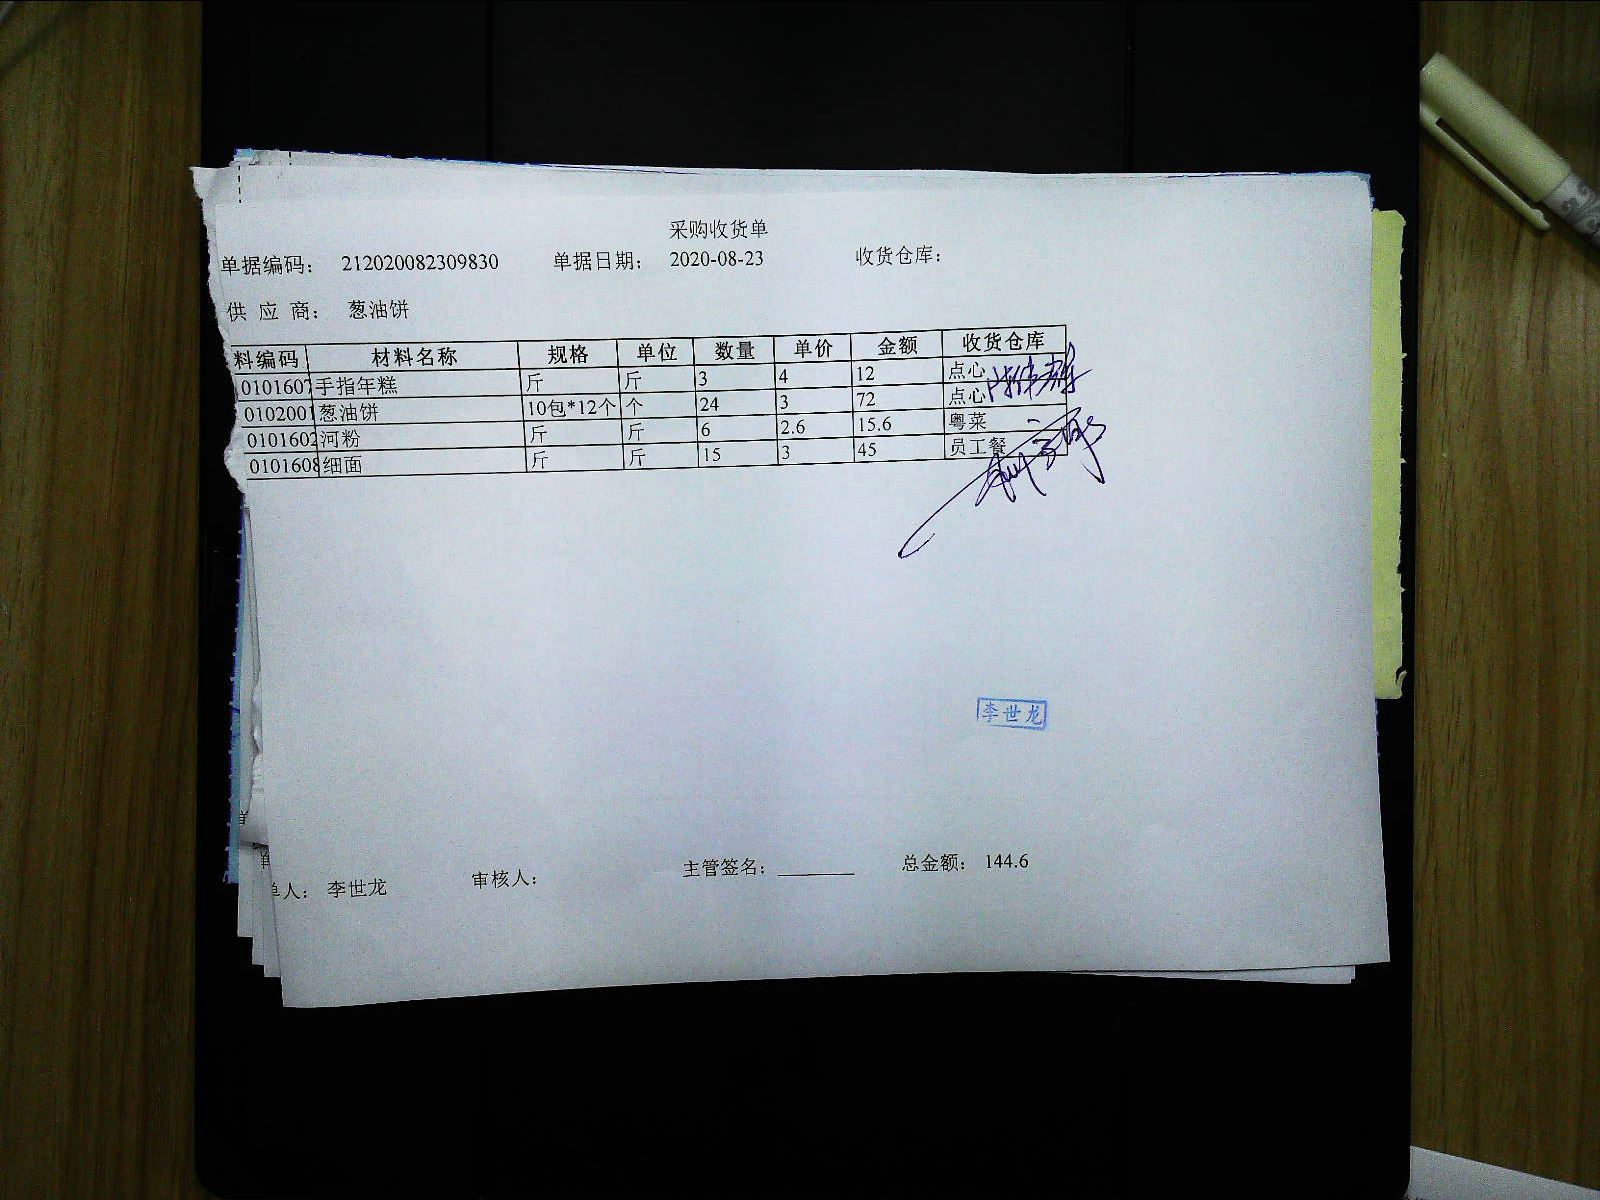 采购收货单
单据编码： 212020082309830 单据日期： 2020-08-23 收货仓库：
供 应 商： 葱油饼
料编码 材料名称 规格 单位 数量 单价 金额 收货仓库
0101607 手指年糕 斤 斤 3 4 12 点心
0102001 葱油饼 10包*12个 个 24 3 72 点心
0101602 河粉 斤 斤 6 2.6 15.6 粤菜
0101608 细面 斤 斤 15 3 45 员工餐
李世龙
单人： 李世龙 审核人： 主管签名： 总金额： 144.6